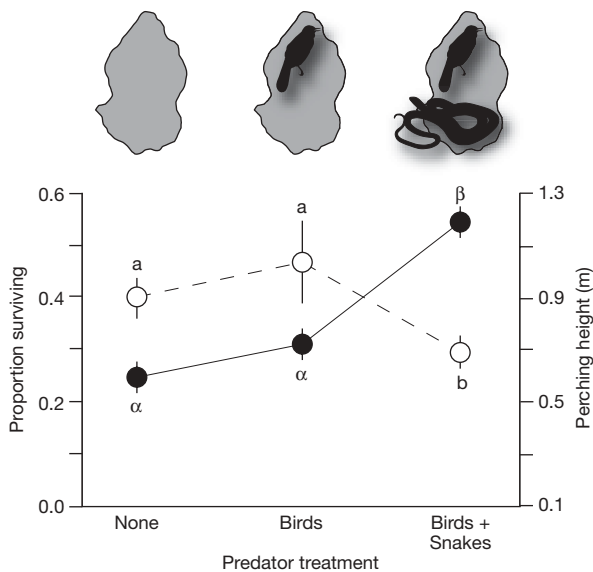 0.6
0.4
0.2
0.0
Proportion surviving
1.3
0.9
0.5
0.1
Perching height (m)
a
a
β
α
α
b
None
Birds
Birds +
Snakes
Predator treatment